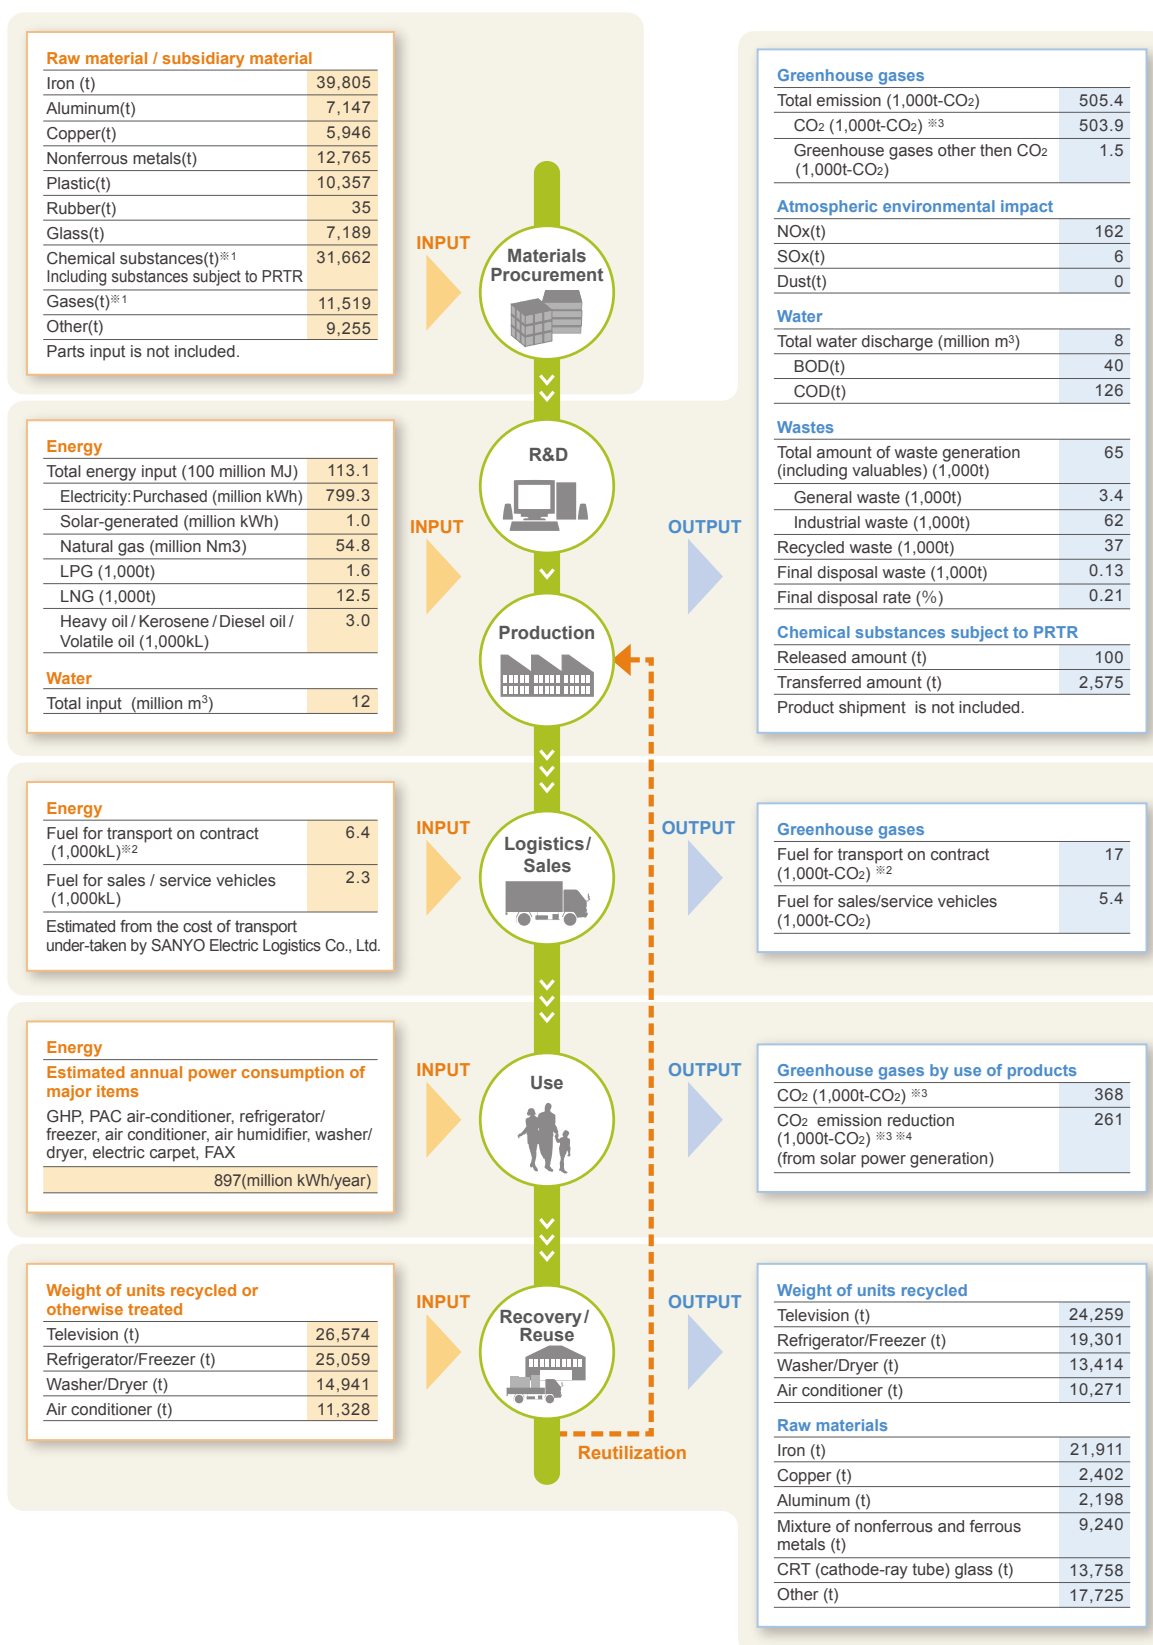 Raw material / subsidiary material
Iron (t) 39,805
Aluminum(t) 7,147
Copper(t) 5,946
Nonferrous metals(t) 12,765
Plastic(t) 10,357
Rubber(t) 35
Glass(t) 7,189
Chemical substances(t)※1 31,662
Including substances subject to PRTR
Gases(t)※1 11,519
Other(t) 9,255
Parts input is not included.
INPUT
Materials
Procurement
Greenhouse gases
Total emission (1,000t-CO2) 505.4
CO2 (1,000t-CO2) ※3 503.9
Greenhouse gases other then CO2 1.5
(1,000t-CO2)
Atmospheric environmental impact
NOx(t) 162
SOx(t) 6
Dust(t) 0
Water
Total water discharge (million m3) 8
BOD(t) 40
COD(t) 126
Wastes
Total amount of waste generation 65
(including valuables) (1,000t)
General waste (1,000t) 3.4
Industrial waste (1,000t) 62
Recycled waste (1,000t) 37
Final disposal waste (1,000t) 0.13
Final disposal rate (%) 0.21
Chemical substances subject to PRTR
Released amount (t) 100
Transferred amount (t) 2,575
Product shipment is not included.
Energy
Total energy input (100 million MJ) 113.1
Electricity:Purchased (million kWh) 799.3
Solar-generated (million kWh) 1.0
Natural gas (million Nm3) 54.8
LPG (1,000t) 1.6
LNG (1,000t) 12.5
Heavy oil / Kerosene / Diesel oil / 3.0
Volatile oil (1,000kL)
Water
Total input (million m3) 12
INPUT
R&D
OUTPUT
Production
Energy
Fuel for transport on contract 6.4
(1,000kL)※2
Fuel for sales / service vehicles 2.3
(1,000kL)
Estimated from the cost of transport
under-taken by SANYO Electric Logistics Co., Ltd.
INPUT
Logistics/
Sales
OUTPUT
Greenhouse gases
Fuel for transport on contract 17
(1,000t-CO2) ※2
Fuel for sales/service vehicles 5.4
(1,000t-CO2)
Energy
Estimated annual power consumption of
major items
GHP, PAC air-conditioner, refrigerator/
freezer, air conditioner, air humidifier, washer/
dryer, electric carpet, FAX
897(million kWh/year)
INPUT
Use
OUTPUT
Greenhouse gases by use of products
CO2 (1,000t-CO2) ※3 368
CO2 emission reduction 261
(1,000t-CO2) ※3 ※4
(from solar power generation)
Weight of units recycled or
otherwise treated
Television (t) 26,574
Refrigerator/Freezer (t) 25,059
Washer/Dryer (t) 14,941
Air conditioner (t) 11,328
INPUT
Recovery/
Reuse
OUTPUT
Reutilization
Weight of units recycled
Television (t) 24,259
Refrigerator/Freezer (t) 19,301
Washer/Dryer (t) 13,414
Air conditioner (t) 10,271
Raw materials
Iron (t) 21,911
Copper (t) 2,402
Aluminum (t) 2,198
Mixture of nonferrous and ferrous 9,240
metals (t)
CRT (cathode-ray tube) glass (t) 13,758
Other (t) 17,725